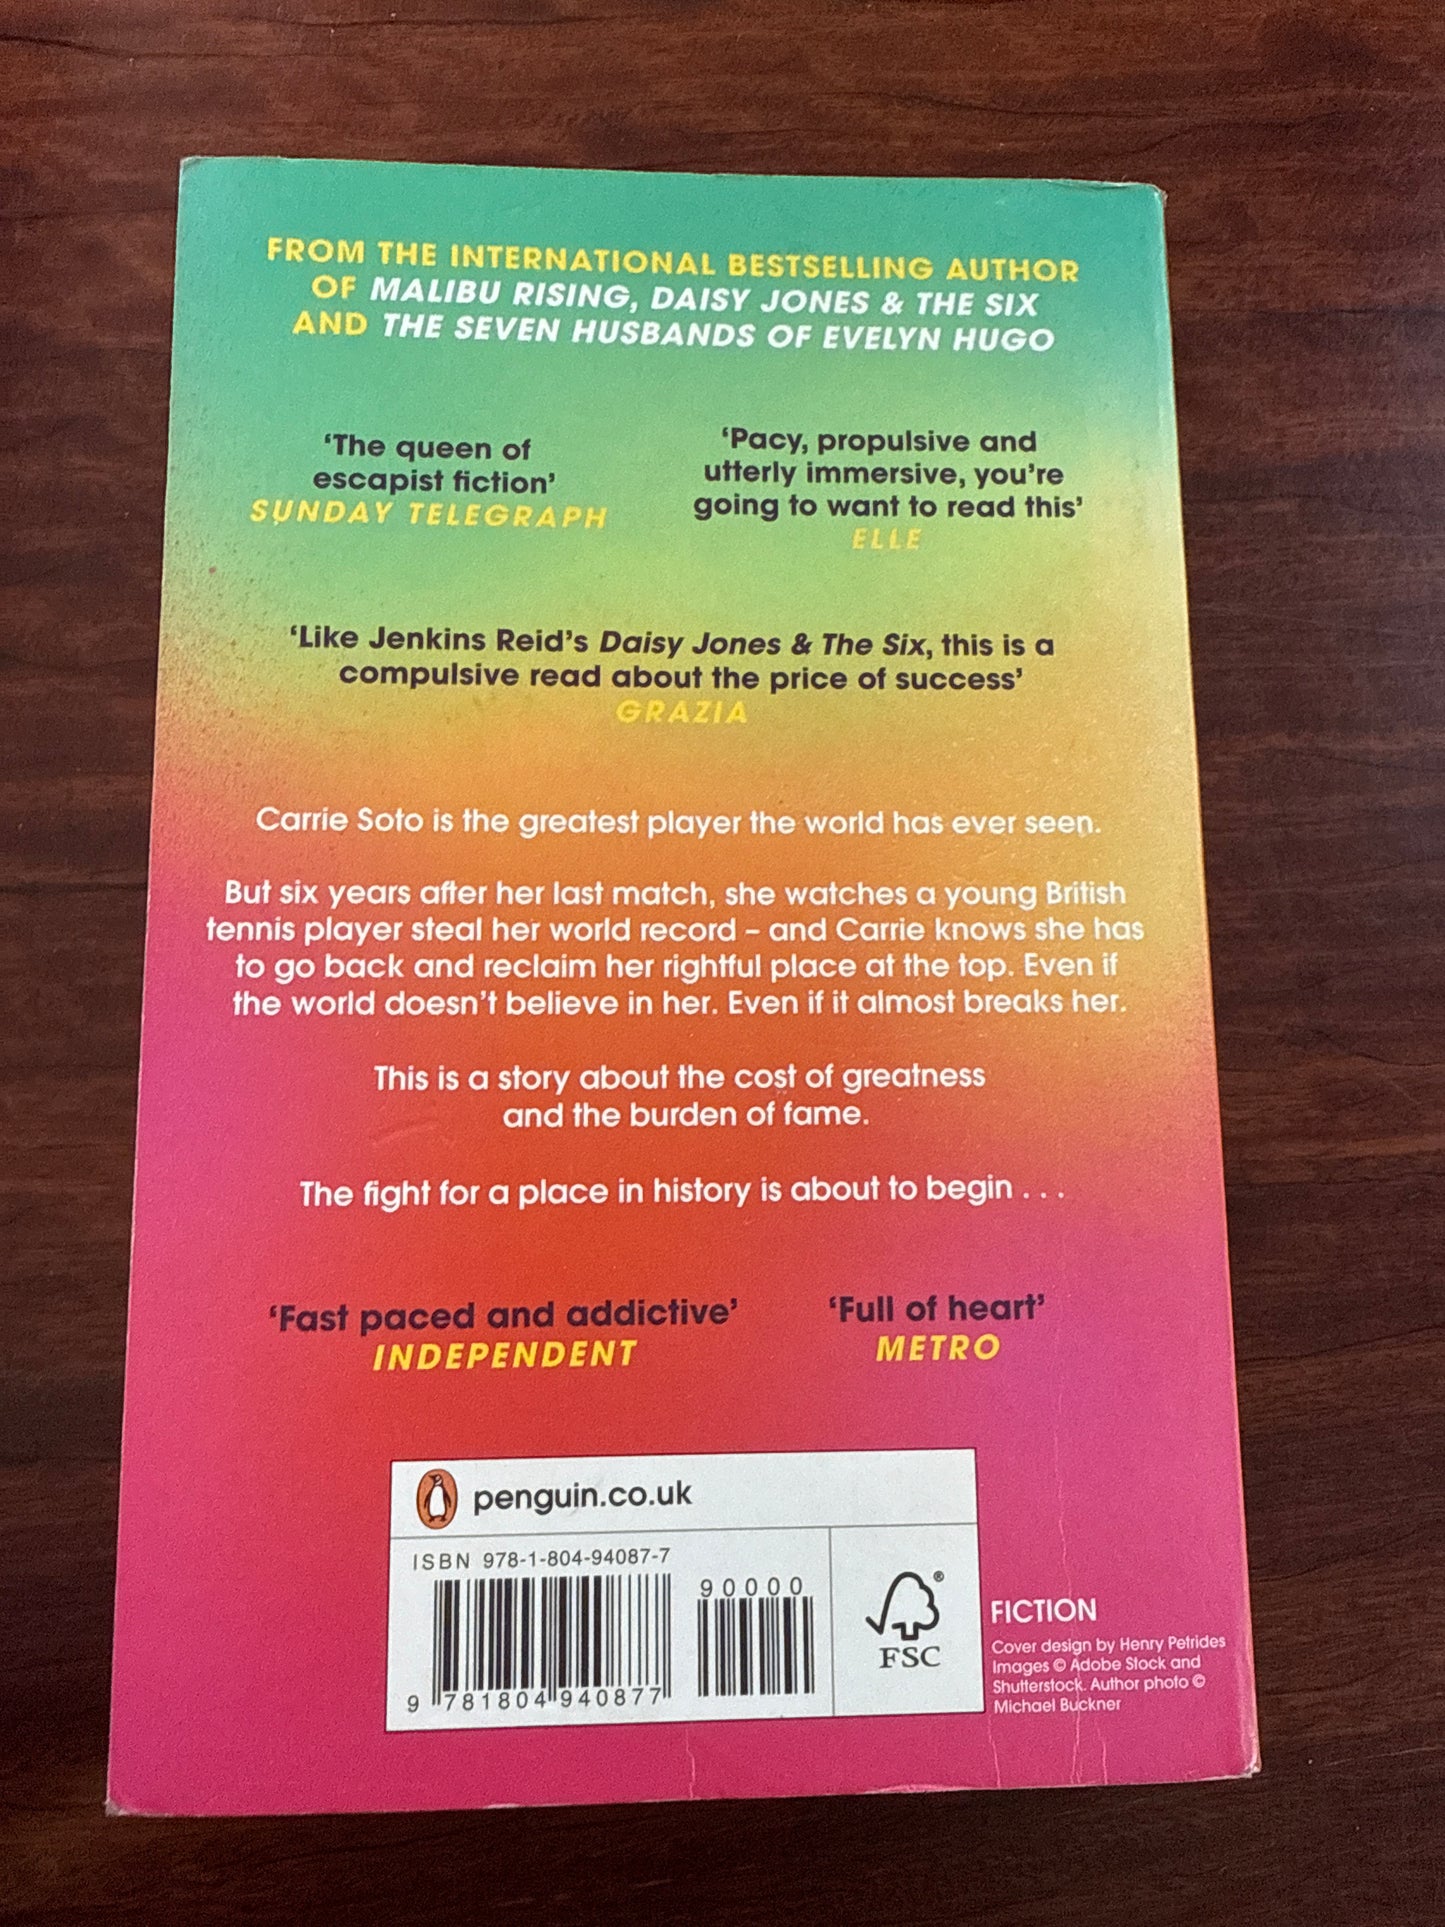 FROM THE INTERNATIONAL BESTSELLING AUTHOR
OF MALIBU RISING, DAISY JONES & THE SIX
AND THE SEVEN HUSBANDS OF EVELYN HUGO
‘The queen of
escapist fiction’
SUNDAY TELEGRAPH
‘Pacy, propulsive and
utterly immersive, you’re
going to want to read this’
ELLE
‘Like Jenkins Reid’s Daisy Jones & The Six, this is a
compulsive read about the price of success’
GRAZIA
Carrie Soto is the greatest player the world has ever seen.
But six years after her last match, she watches a young British
tennis player steal her world record – and Carrie knows she has
to go back and reclaim her rightful place at the top. Even if
the world doesn’t believe in her. Even if it almost breaks her.
This is a story about the cost of greatness
and the burden of fame.
The fight for a place in history is about to begin . . .
‘Fast paced and addictive’
INDEPENDENT
‘Full of heart’
METRO
penguin.co.uk
ISBN 978-1-804-94087-7
90000
9 781804 940877
®
FSC
FICTION
Cover design by Henry Petrides
Images © Adobe Stock and
Shutterstock. Author photo ©
Michael Buckner